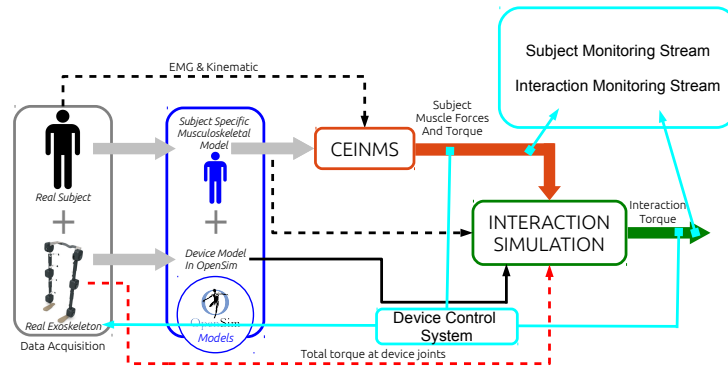 Subject Monitoring Stream
Interaction Monitoring Stream
EMG & Kinematic
Subject Specific
Musculoskeletal
Model
Subject
Muscle Forces
And Torque
CEINMS
Real Subject
Interaction
Torque
INTERACTION
SIMULATION
Device Model
In OpenSim
Real Exoskeleton
OpenSim
Models
Device Control
System
Data Acquisition
Total torque at device joints